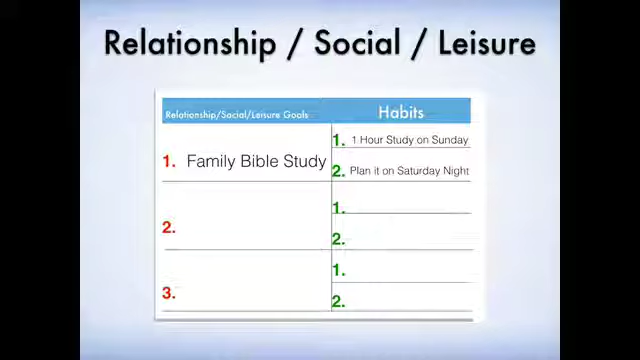 Relationship / Social / Leisure
Relationship/Social/Leisure Goals Habits
1. Family Bible Study
1. 1 Hour Study on Sunday
2. Plan it on Saturday Night
2.
1.
2.
3.
1.
2.